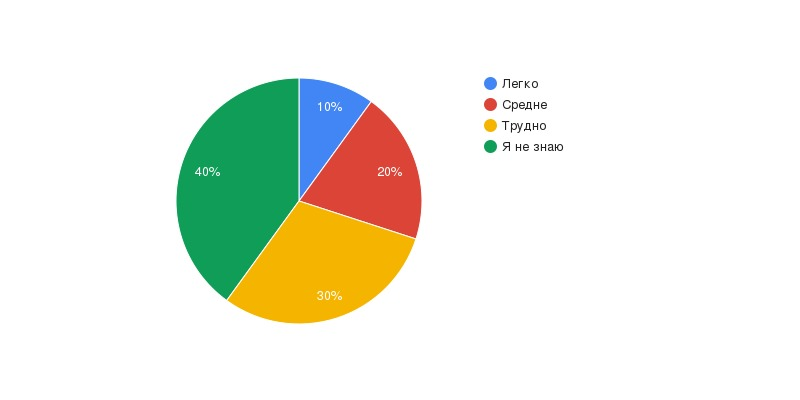 10%
20%
30%
40%
Легко
Средне
Трудно
Я не знаю